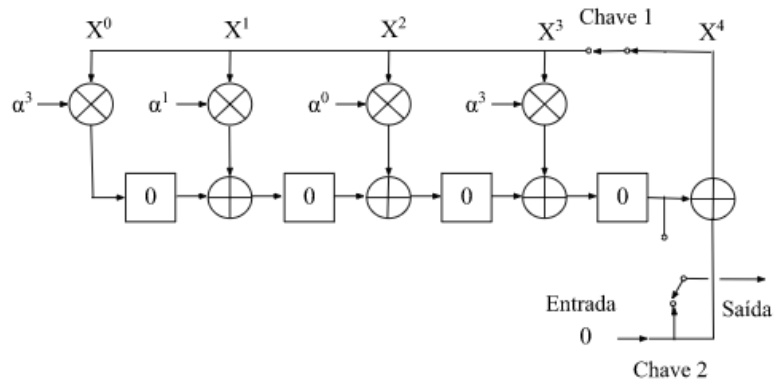 Chave 1
X⁰ X¹ X² X³ X⁴
α³ α¹ α⁰ α³
0 0 0 0
Entrada
Saída
0
Chave 2